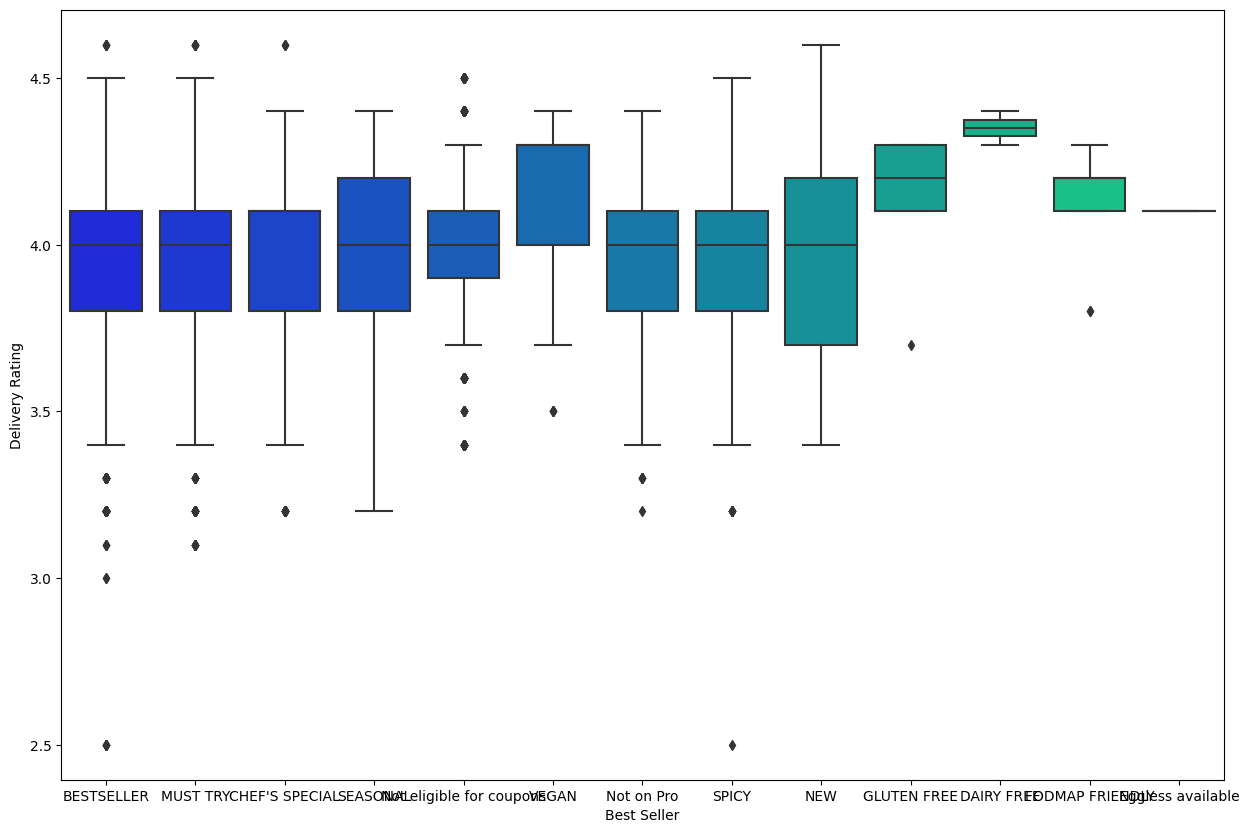 4.5
4.0
3.5
3.0
2.5
Delivery Rating
BESTSELLER
MUST TRY
CHEF'S SPECIAL
SEASONAL
Not eligible for coupons
VEGAN
Not on Pro
SPICY
NEW
GLUTEN FREE
DAIRY FREE
FODMAP FRIENDLY
Eggless available
Best Seller